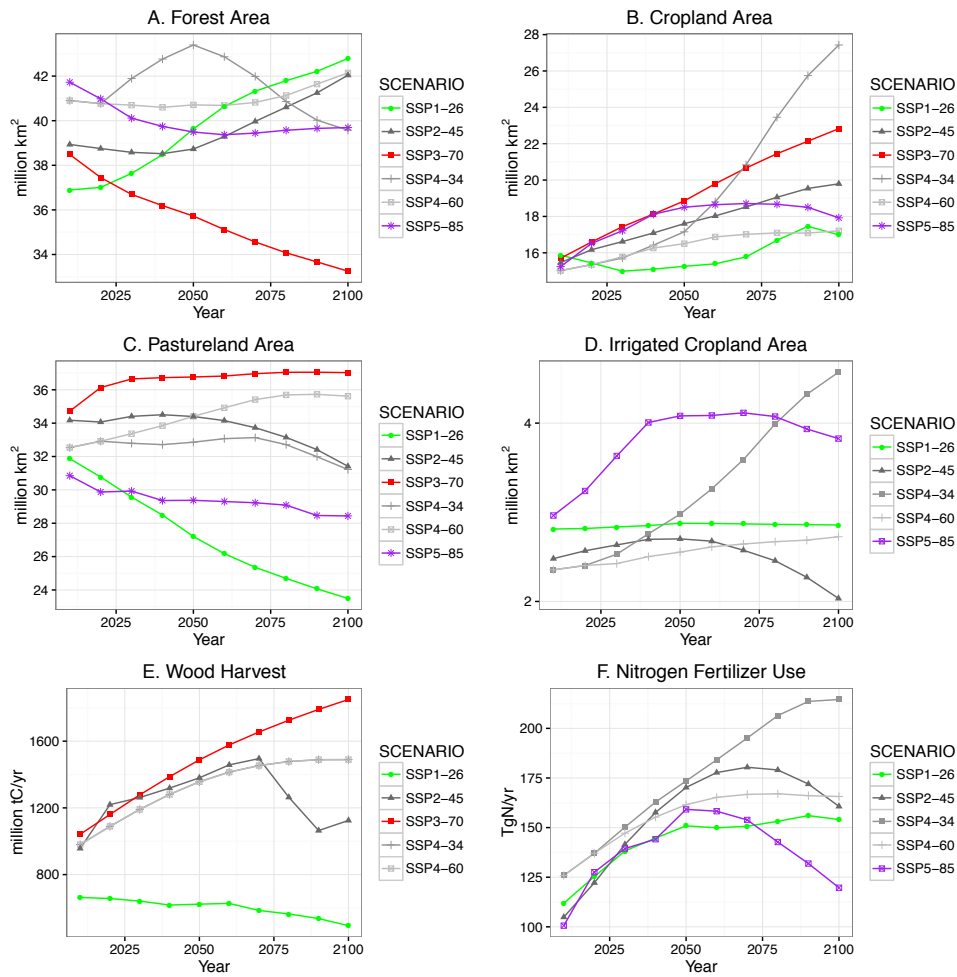 A. Forest Area
million km2
42
40
38
36
34
2025
2050
2075
2100
Year
SCENARIO
SSP1−26
SSP2−45
SSP3−70
SSP4−34
SSP4−60
SSP5−85
B. Cropland Area
million km2
28
26
24
22
20
18
16
2025
2050
2075
2100
Year
SCENARIO
SSP1−26
SSP2−45
SSP3−70
SSP4−34
SSP4−60
SSP5−85
C. Pastureland Area
million km2
36
34
32
30
28
26
24
2025
2050
2075
2100
Year
SCENARIO
SSP1−26
SSP2−45
SSP3−70
SSP4−34
SSP4−60
SSP5−85
D. Irrigated Cropland Area
million km2
4
2
2025
2050
2075
2100
Year
SCENARIO
SSP1−26
SSP2−45
SSP4−34
SSP4−60
SSP5−85
E. Wood Harvest
million tC/yr
1600
1200
800
2025
2050
2075
2100
Year
SCENARIO
SSP1−26
SSP2−45
SSP3−70
SSP4−34
SSP4−60
F. Nitrogen Fertilizer Use
TgN/yr
200
175
150
125
100
2025
2050
2075
2100
Year
SCENARIO
SSP1−26
SSP2−45
SSP4−34
SSP4−60
SSP5−85